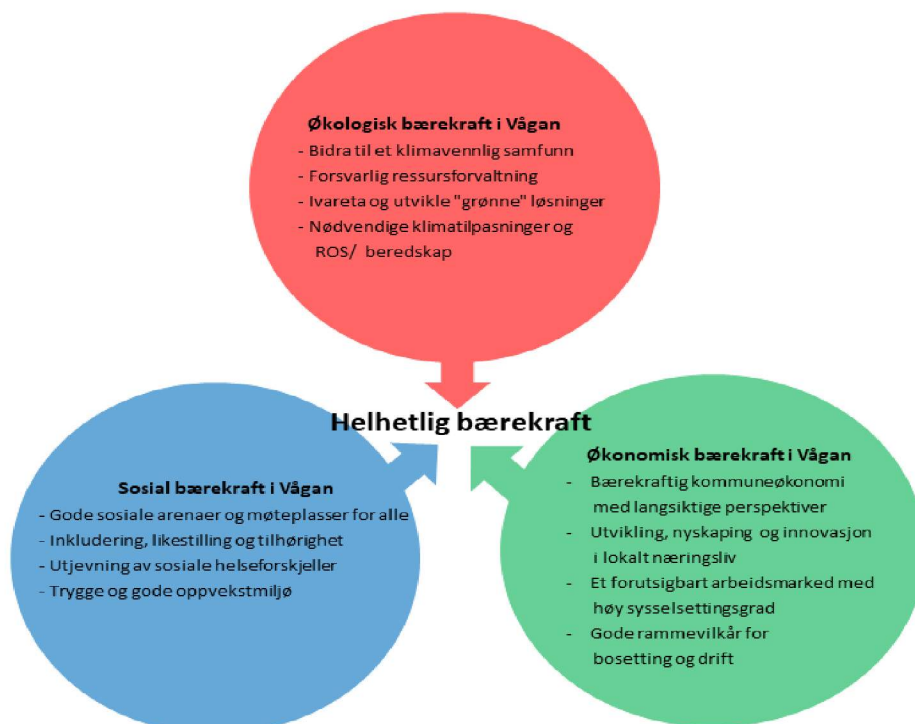 Økologisk bærekraft i Vågan
- Bidra til et klimavennlig samfunn
- Forsvarlig ressursforvaltning
- Ivareta og utvikle "grønne" løsninger
- Nødvendige klimatilpasninger og
ROS/ beredskap
Helhetlig bærekraft
Sosial bærekraft i Vågan
- Gode sosiale arenaer og møteplasser for alle
- Inkludering, likestilling og tilhørighet
- Utjevning av sosiale helseforskjeller
- Trygge og gode oppvekstmiljø
Økonomisk bærekraft i Vågan
- Bærekraftig kommuneøkonomi
med langsiktige perspektiver
- Utvikling, nyskaping og innovasjon
i lokalt næringsliv
- Et forutsigbart arbeidsmarked med
høy sysselsettingsgrad
- Gode rammevilkår for
bosetting og drift